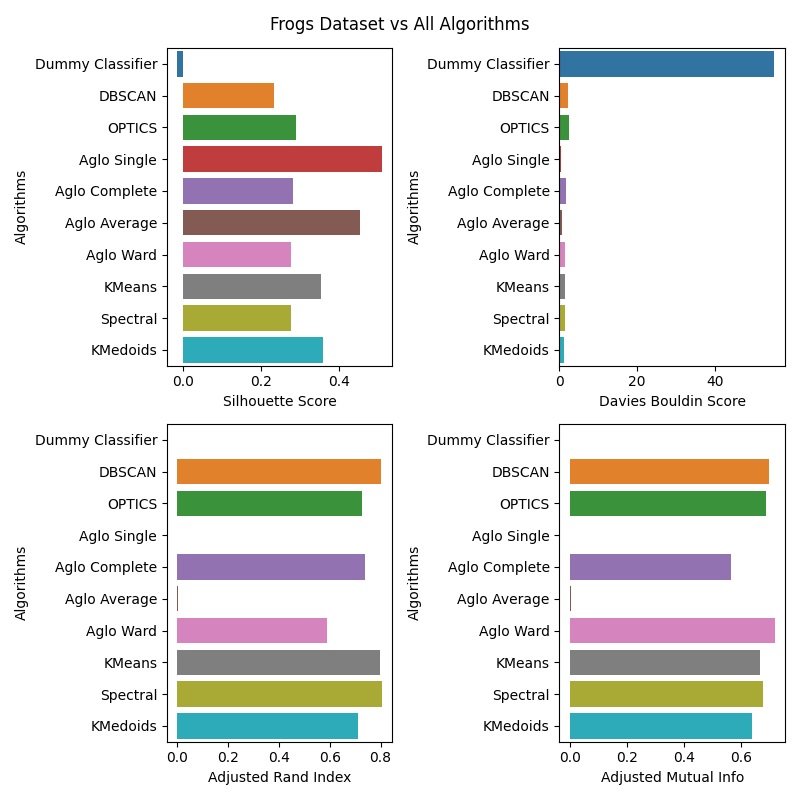 Frogs Dataset vs All Algorithms
Algorithms
Dummy Classifier
DBSCAN
OPTICS
Aglo Single
Aglo Complete
Aglo Average
Aglo Ward
KMeans
Spectral
KMedoids
0.0 0.2 0.4
Silhouette Score
Algorithms
Dummy Classifier
DBSCAN
OPTICS
Aglo Single
Aglo Complete
Aglo Average
Aglo Ward
KMeans
Spectral
KMedoids
0 20 40
Davies Bouldin Score
Algorithms
Dummy Classifier
DBSCAN
OPTICS
Aglo Single
Aglo Complete
Aglo Average
Aglo Ward
KMeans
Spectral
KMedoids
0.0 0.2 0.4 0.6 0.8
Adjusted Rand Index
Algorithms
Dummy Classifier
DBSCAN
OPTICS
Aglo Single
Aglo Complete
Aglo Average
Aglo Ward
KMeans
Spectral
KMedoids
0.0 0.2 0.4 0.6
Adjusted Mutual Info